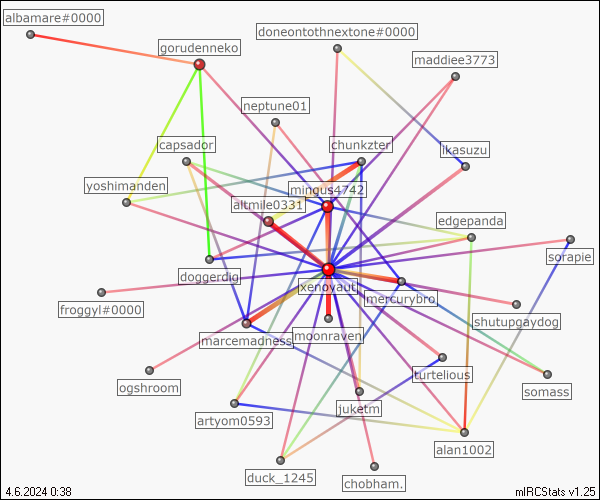 albamare#0000
doneontothnextone#0000
gorudenneko
maddiee3773
neptune01
capsador
chunkzter
ikasuzu
yoshimanden
mingus4742
altmile0331
edgepanda
sorapie
doggerdig
xenoyaut
mercurybro
froggyl#0000
shutupgaydog
marcemadness
moonraven
ogshroom
turtelious
somass
artyom0593
juketm
alan1002
duck_1245
chobham.
4.6.2024 0:38
mIRCStats v1.25